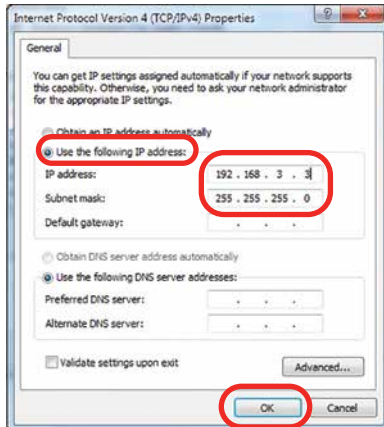 Internet Protocol Version 4 (TCP/IPv4) Properties
General
You can get IP settings assigned automatically if your network supports
this capability. Otherwise, you need to ask your network administrator
for the appropriate IP settings.
Obtain an IP address automatically
Use the following IP address:
IP address: 192 . 168 . 3 . 3
Subnet mask: 255 . 255 . 255 . 0
Default gateway: . . .
Obtain DNS server address automatically
Use the following DNS server addresses:
Preferred DNS server: . . .
Alternate DNS server: . . .
Validate settings upon exit
Advanced...
OK Cancel